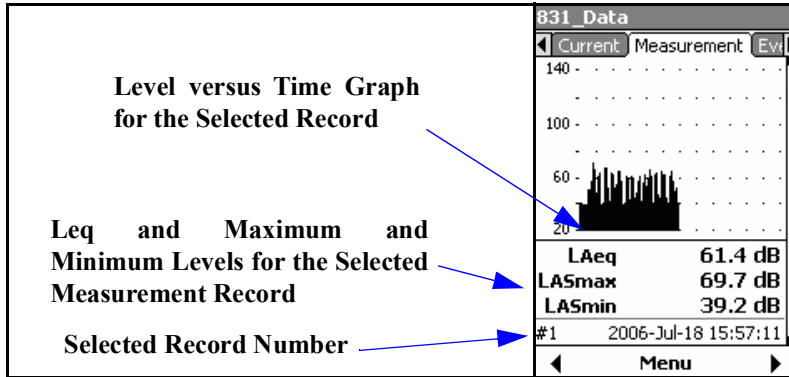 Level versus Time Graph
for the Selected Record
Leq and Maximum and
Minimum Levels for the Selected
Measurement Record
Selected Record Number
831_Data
Current Measurement Eve
140
100
60
20
LAeq 61.4 dB
LASmax 69.7 dB
LASmin 39.2 dB
#1 2006-Jul-18 15:57:11
Menu